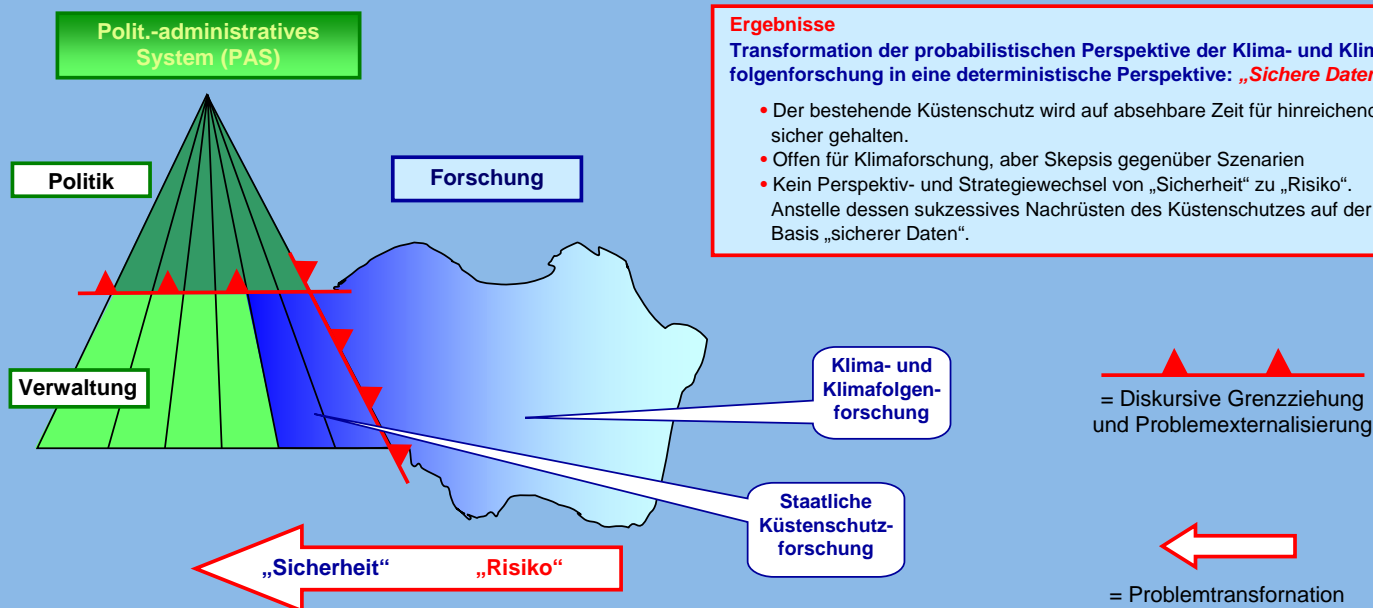 Polit.-administratives
System (PAS)
Politik
Verwaltung
Forschung
Ergebnisse
Transformation der probabilistischen Perspektive der Klima- und Klim
folgenforschung in eine deterministische Perspektive: „Sichere Daten
• Der bestehende Küstenschutz wird auf absehbare Zeit für hinreichend
sicher gehalten.
• Offen für Klimaforschung, aber Skepsis gegenüber Szenarien
• Kein Perspektiv- und Strategiewechsel von „Sicherheit“ zu „Risiko“.
Anstelle dessen sukzessives Nachrüsten des Küstenschutzes auf der
Basis „sicherer Daten“.
Klima- und
Klimafolgen-
forschung
Staatliche
Küstenschutz-
forschung
= Diskursive Grenzziehung
und Problemexternalisierung
„Sicherheit“ „Risiko“
= Problemtransfornation